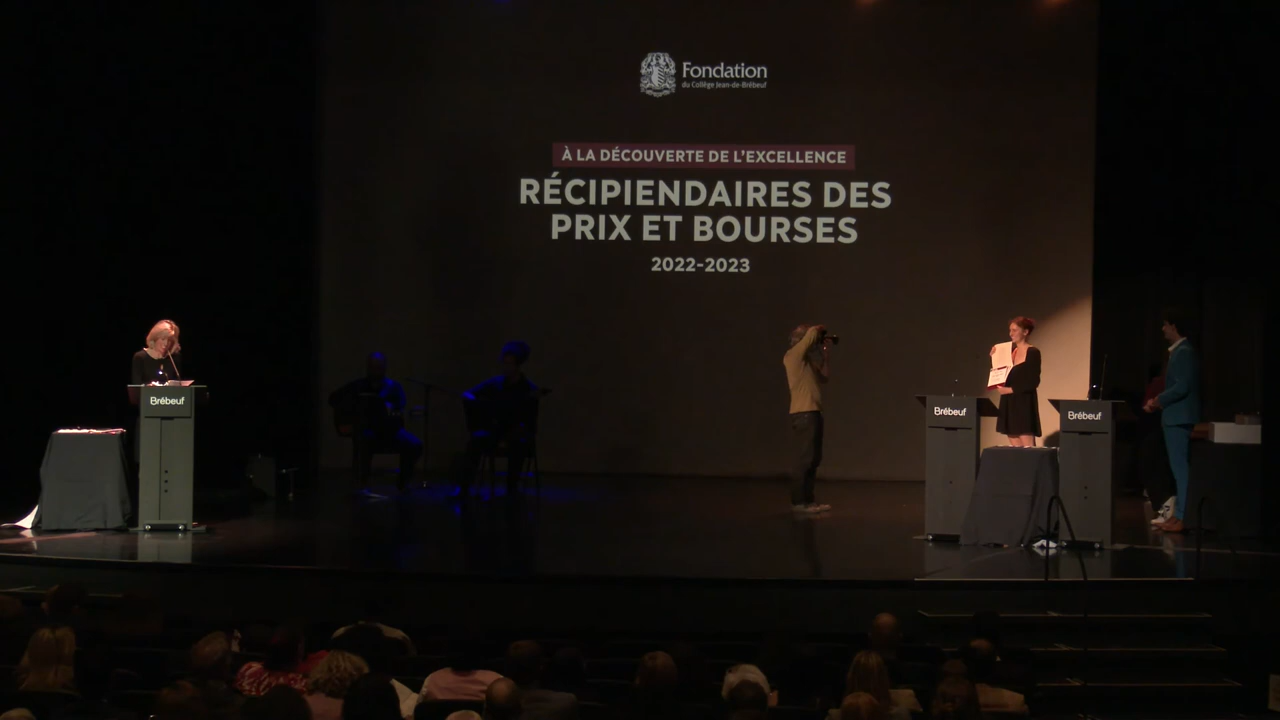 Fondation
du Collège Jean-de-Brébeuf
À LA DÉCOUVERTE DE L'EXCELLENCE
RÉCIPIENDAIRES DES
PRIX ET BOURSES
2022-2023
Brébeuf
Brébeuf
Brébeuf